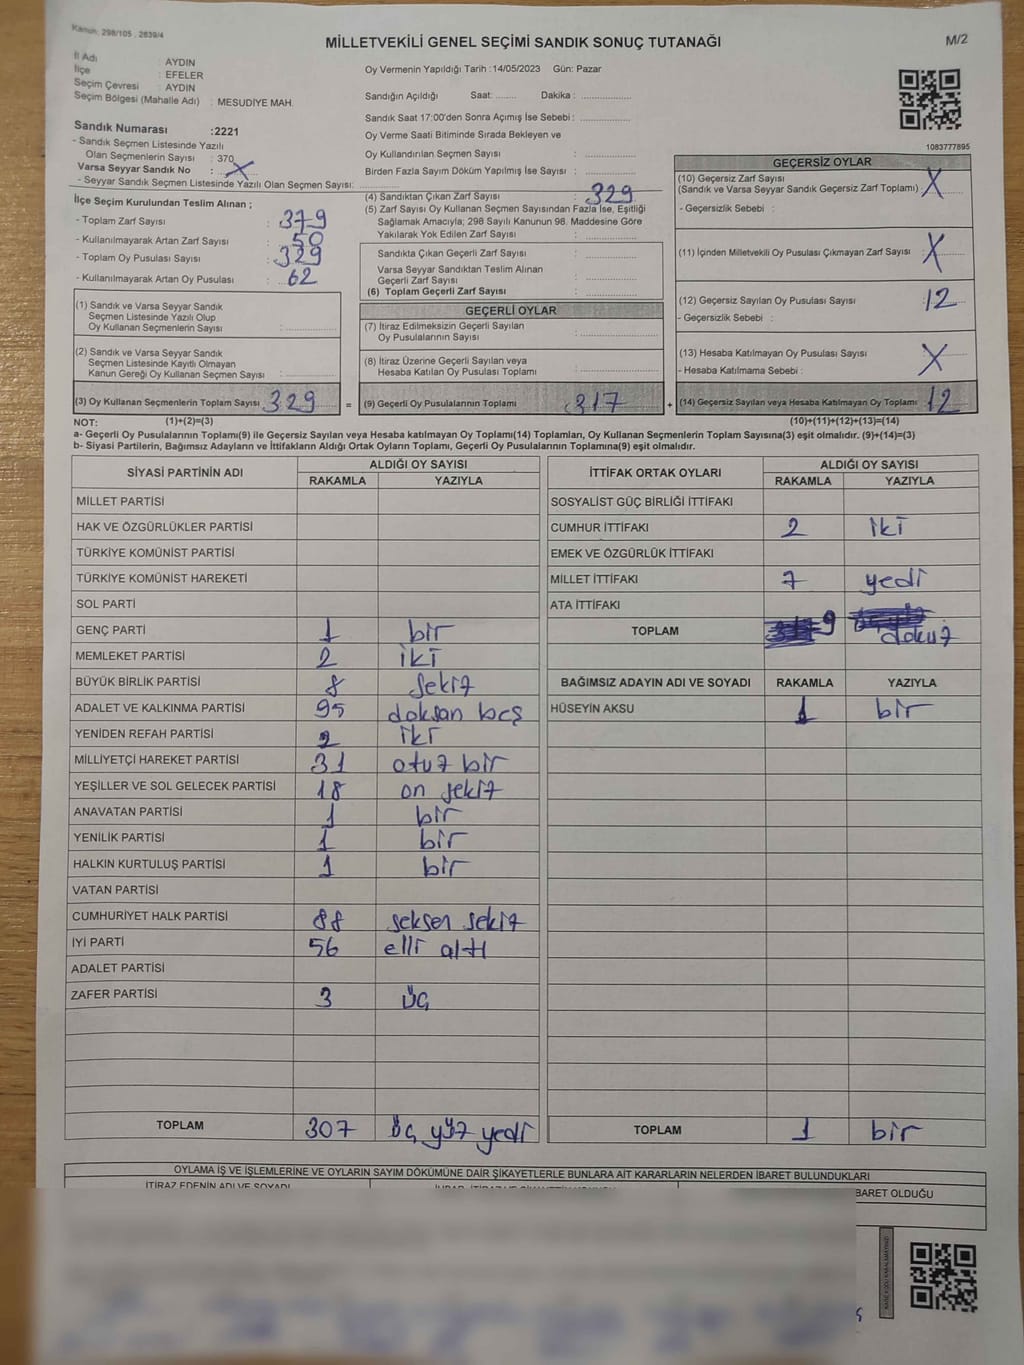 Kanun, 298/105 , 2839/4
MİLLETVEKİLİ GENEL SEÇİMİ SANDIK SONUÇ TUTANAĞI
M/2
İl Adı : AYDIN
İlçe : EFELER
Seçim Çevresi : AYDIN
Seçim Bölgesi (Mahalle Adı) : MESUDİYE MAH.
Oy Vermenin Yapıldığı Tarih :14/05/2023 Gün: Pazar
Sandığın Açıldığı Saat: ....... Dakika : ..............
Sandık Saat 17:00'den Sonra Açımış İse Sebebi : ..............
Oy Verme Saati Bitiminde Sırada Bekleyen ve
Oy Kullandırılan Seçmen Sayısı : ..............
Birden Fazla Sayım Döküm Yapılmış İse Sayısı : ..............
1083777895
Sandık Numarası :2221
- Sandık Seçmen Listesinde Yazılı
Olan Seçmenlerin Sayısı : 370
Varsa Seyyar Sandık No : X
- Seyyar Sandık Seçmen Listesinde Yazılı Olan Seçmen Sayısı: ..............
İlçe Seçim Kurulundan Teslim Alınan ;
- Toplam Zarf Sayısı : 379
- Kullanılmayarak Artan Zarf Sayısı : 50
- Toplam Oy Pusulası Sayısı : 329
- Kullanılmayarak Artan Oy Pusulası : 62
(1) Sandık ve Varsa Seyyar Sandık
Seçmen Listesinde Yazılı Olup
Oy Kullanan Seçmenlerin Sayısı : ..............
(2) Sandık ve Varsa Seyyar Sandık
Seçmen Listesinde Kayıtlı Olmayan
Kanun Gereği Oy Kullanan Seçmen Sayısı : ..............
(3) Oy Kullanan Seçmenlerin Toplam Sayısı 329 =
(4) Sandıktan Çıkan Zarf Sayısı : 329
(5) Zarf Sayısı Oy Kullanan Seçmen Sayısından Fazla İse, Eşitliği
Sağlamak Amacıyla; 298 Sayılı Kanunun 98. Maddesine Göre
Yakılarak Yok Edilen Zarf Sayısı : ..............
Sandıkta Çıkan Geçerli Zarf Sayısı : ..............
Varsa Seyyar Sandıktan Teslim Alınan
Geçerli Zarf Sayısı : ..............
(6) Toplam Geçerli Zarf Sayısı : ..............
GEÇERLİ OYLAR
(7) İtiraz Edilmeksizin Geçerli Sayılan
Oy Pusulalarının Sayısı : ..............
(8) İtiraz Üzerine Geçerli Sayılan veya
Hesaba Katılan Oy Pusulası Toplamı : ..............
(9) Geçerli Oy Pusulalarının Toplamı 317 +
GEÇERSİZ OYLAR
(10) Geçersiz Zarf Sayısı
(Sandık ve Varsa Seyyar Sandık Geçersiz Zarf Toplamı) : X
- Geçersizlik Sebebi :
(11) İçinden Milletvekili Oy Pusulası Çıkmayan Zarf Sayısı : X
(12) Geçersiz Sayılan Oy Pusulası Sayısı : 12
- Geçersizlik Sebebi :
(13) Hesaba Katılmayan Oy Pusulası Sayısı : X
- Hesaba Katılmama Sebebi :
(14) Geçersiz Sayılan veya Hesaba Katılmayan Oy Toplamı 12
NOT: (1)+(2)=(3) (10)+(11)+(12)+(13)=(14)
a- Geçerli Oy Pusulalarının Toplamı(9) ile Geçersiz Sayılan veya Hesaba katılmayan Oy Toplamı(14) Toplamları, Oy Kullanan Seçmenlerin Toplam Sayısına(3) eşit olmalıdır. (9)+(14)=(3)
b- Siyasi Partilerin, Bağımsız Adayların ve İttifakların Aldığı Ortak Oyların Toplamı, Geçerli Oy Pusulalarının Toplamına(9) eşit olmalıdır.
SİYASİ PARTİNİN ADI ALDIĞI OY SAYISI
RAKAMLA YAZIYLA
MİLLET PARTİSİ
HAK VE ÖZGÜRLÜKLER PARTİSİ
TÜRKİYE KOMÜNİST PARTİSİ
TÜRKİYE KOMÜNİST HAREKETİ
SOL PARTİ
GENÇ PARTİ 1 bir
MEMLEKET PARTİSİ 2 iki
BÜYÜK BİRLİK PARTİSİ 8 sekiz
ADALET VE KALKINMA PARTİSİ 95 doksan beş
YENİDEN REFAH PARTİSİ 2 iki
MİLLİYETÇİ HAREKET PARTİSİ 31 otuz bir
YEŞİLLER VE SOL GELECEK PARTİSİ 18 on sekiz
ANAVATAN PARTİSİ 1 bir
YENİLİK PARTİSİ 1 bir
HALKIN KURTULUŞ PARTİSİ 1 bir
VATAN PARTİSİ
CUMHURİYET HALK PARTİSİ 88 seksen sekiz
İYİ PARTİ 56 elli altı
ADALET PARTİSİ
ZAFER PARTİSİ 3 üç
TOPLAM 307 üç yüz yedi
İTTİFAK ORTAK OYLARI ALDIĞI OY SAYISI
RAKAMLA YAZIYLA
SOSYALİST GÜÇ BİRLİĞİ İTTİFAKI
CUMHUR İTTİFAKI 2 iki
EMEK VE ÖZGÜRLÜK İTTİFAKI
MİLLET İTTİFAKI 7 yedi
ATA İTTİFAKI
TOPLAM 9 dokuz
BAĞIMSIZ ADAYIN ADI VE SOYADI RAKAMLA YAZIYLA
HÜSEYİN AKSU 1 bir
TOPLAM 1 bir
OYLAMA İŞ VE İŞLEMLERİNE VE OYLARIN SAYIM DÖKÜMÜNE DAİR ŞİKAYETLERLE BUNLARA AİT KARARLARIN NELERDEN İBARET BULUNDUKLARI
İTİRAZ EDENİN ADI VE SOYADI
BARET OLDUĞU